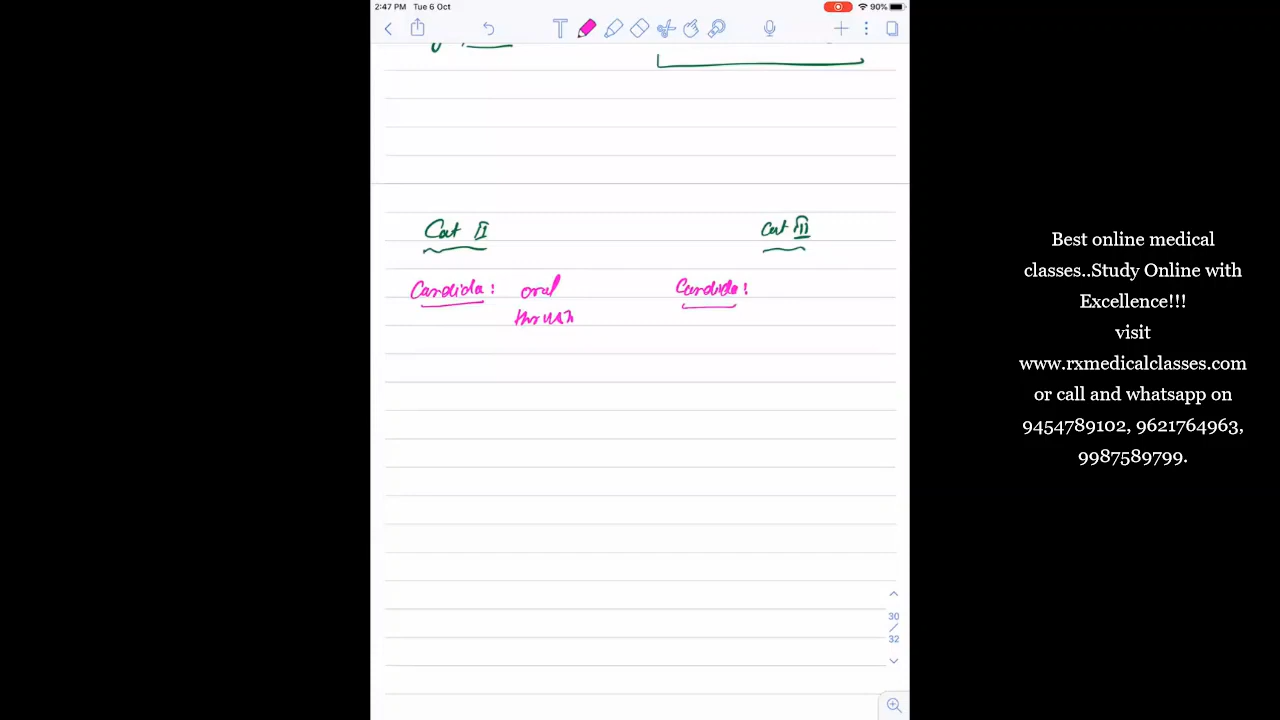 2:47 PM Tue 6 Oct
90%
Cat II
Cat III
Candida : oral
thrush
Candida :
30
/
32
Best online medical
classes..Study Online with
Excellence!!!
visit
www.rxmedicalclasses.com
or call and whatsapp on
9454789102, 9621764963,
9987589799.